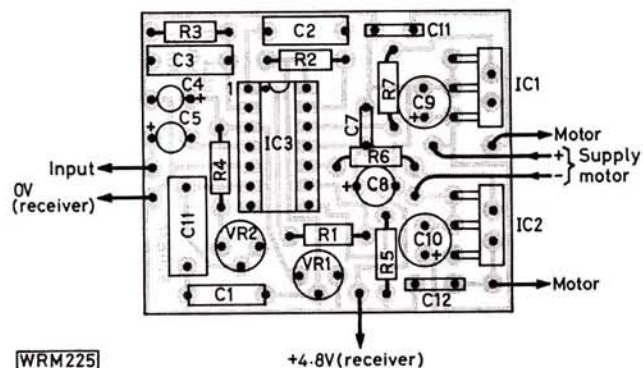 R3
C2
C11
C3
R2
C4
+
R7
C9
+
IC1
1
C5
+
IC3
C7
Motor
R4
R6
+
Supply
Input
-
motor
0V
(receiver)
C8
+
C11
IC2
VR2
R1
C10
+
VR1
R5
Motor
C1
C12
WRM225
+4.8V(receiver)